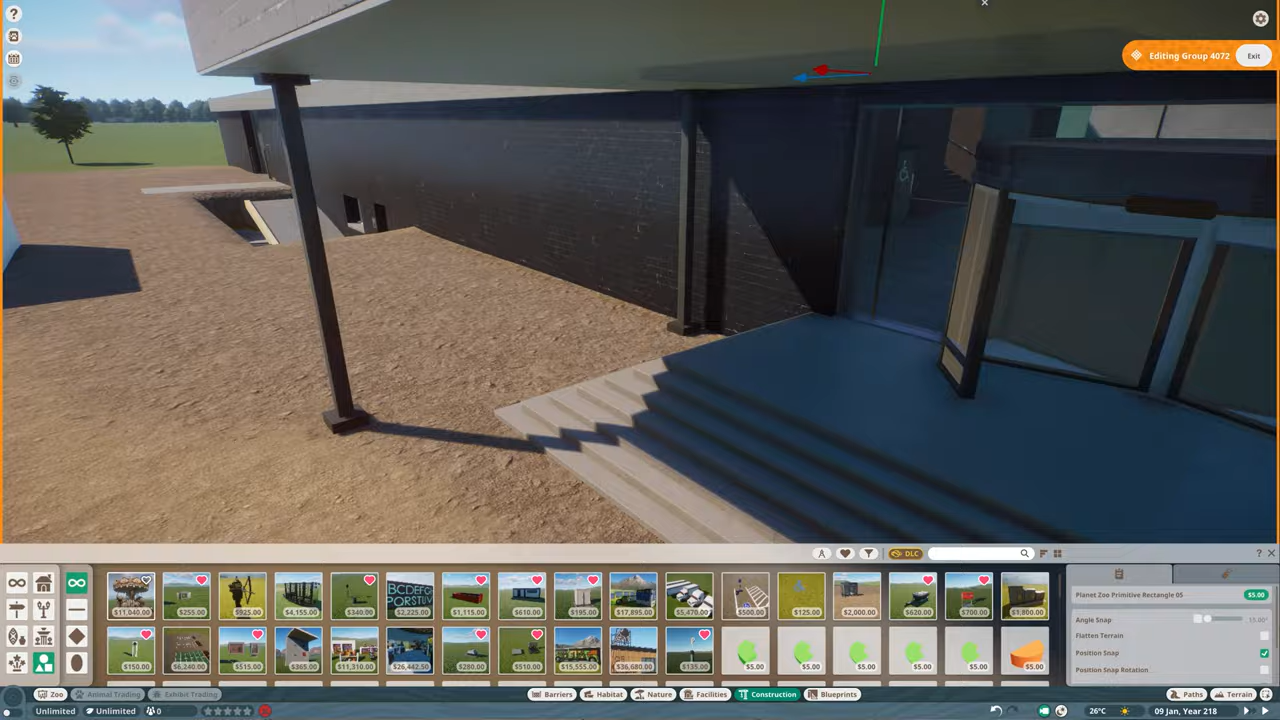 ?
Editing Group 4072
Exit
DLC
? ×
$11,040.00
$255.00
$925.00
$4,155.00
$340.00
ABCDEFG
$2,225.00
$1,115.00
$610.00
$195.00
$17,895.00
$5,470.00
$500.00
$125.00
$2,000.00
$620.00
$700.00
$1,800.00
$150.00
$6,240.00
$515.00
$365.00
$11,310.00
$26,442.50
$280.00
$510.00
$15,535.00
$36,680.00
$135.00
$5.00
$5.00
$5.00
$5.00
$5.00
$5.00
Planet Zoo Primitive Rectangle 05
$5.00
Angle Snap
15.00°
Flatten Terrain
Position Snap
Position Snap Rotation
Zoo
Animal Trading
Exhibit Trading
Barriers
Habitat
Nature
Facilities
Construction
Blueprints
Paths
Terrain
Unlimited
Unlimited
0
26°C
09 Jan, Year 218